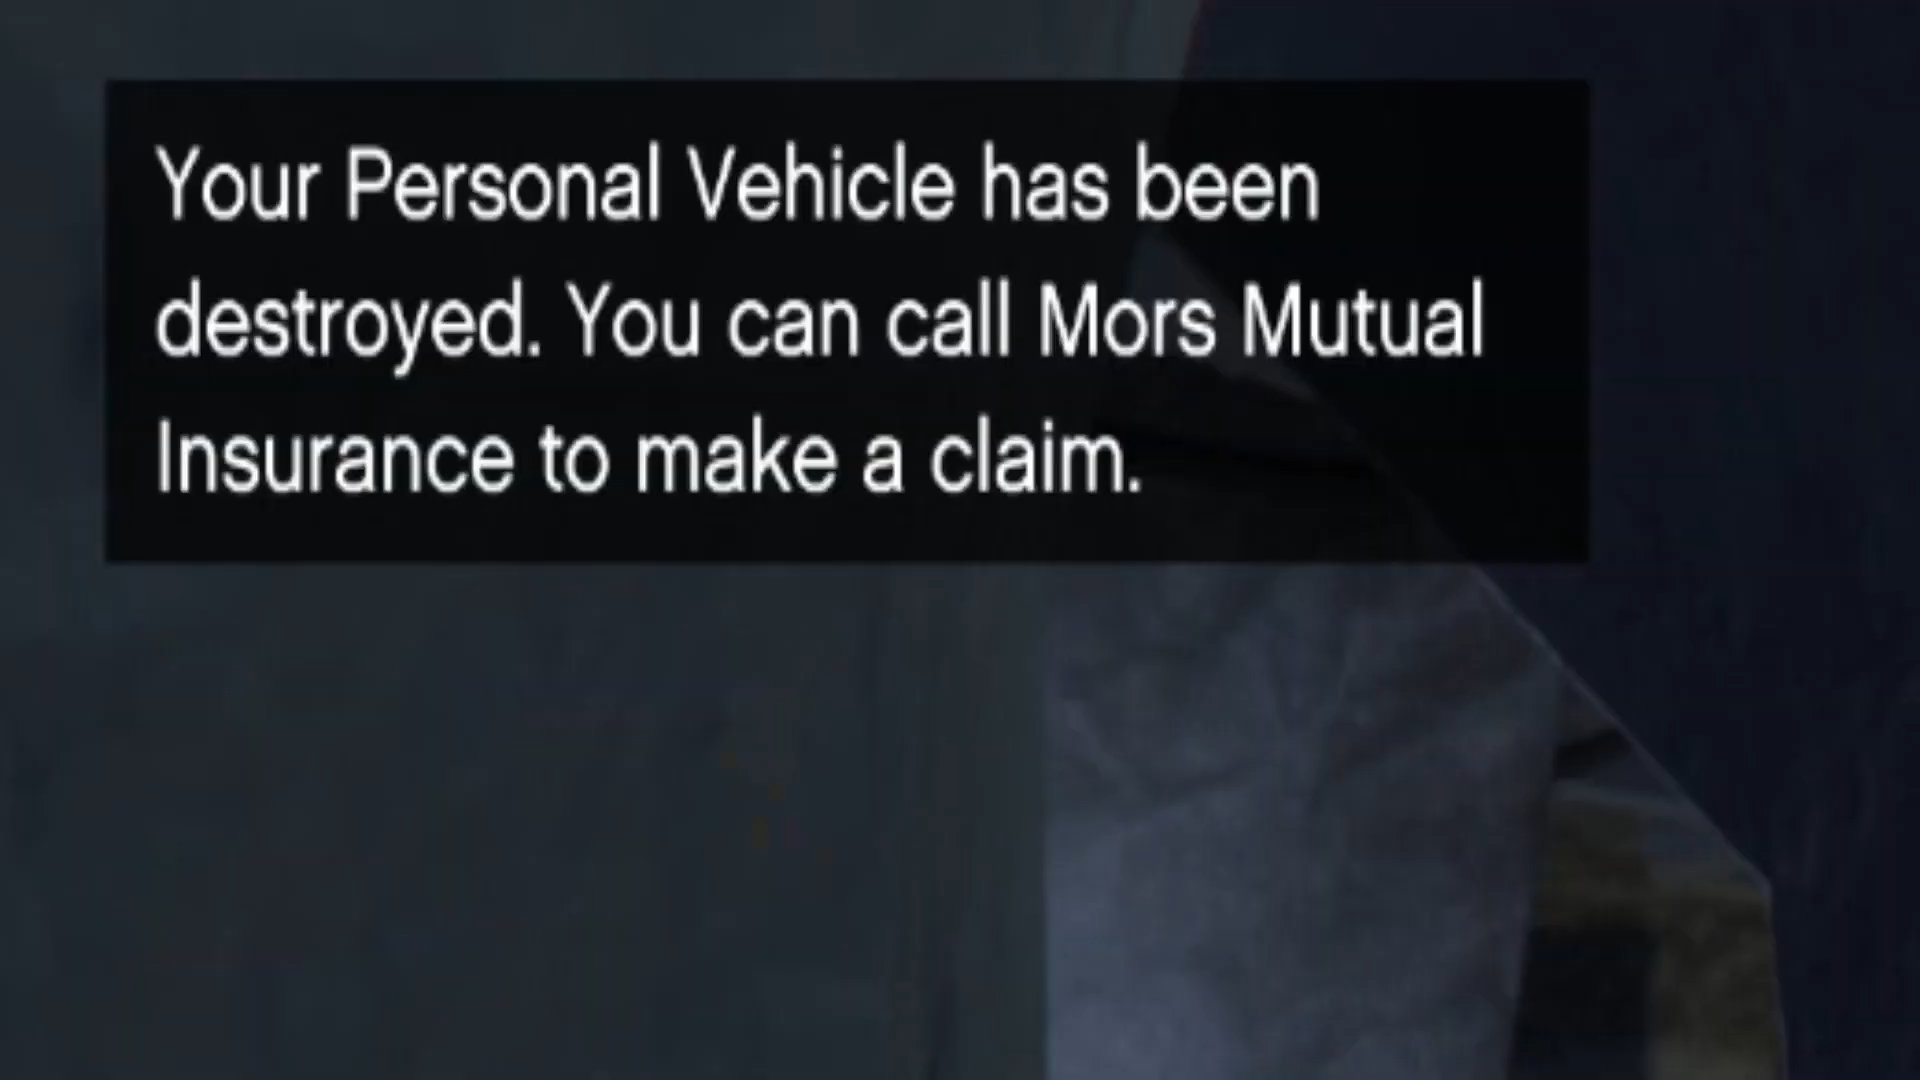 Your Personal Vehicle has been
destroyed. You can call Mors Mutual
Insurance to make a claim.